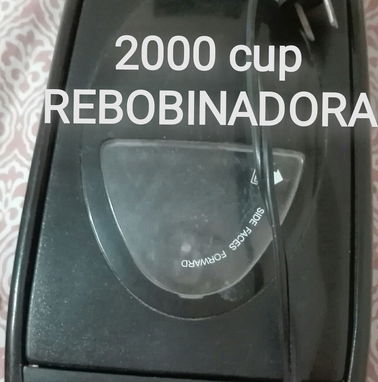 2000 cup
REBOBINADORA
SIDE FACES FORWARD